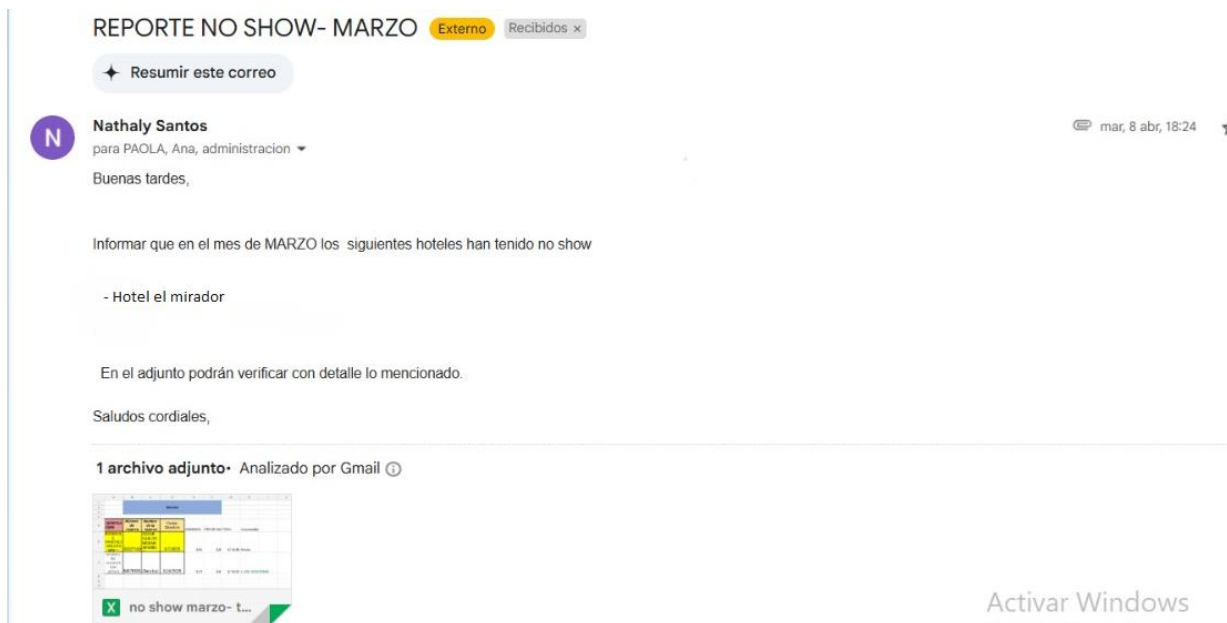 REPORTE NO SHOW- MARZO Externo Recibidos ×
Resumir este correo
N
Nathaly Santos
mar, 8 abr, 18:24
para PAOLA, Ana, administracion
Buenas tardes,
Informar que en el mes de MARZO los siguientes hoteles han tenido no show
- Hotel el mirador
En el adjunto podrán verificar con detalle lo mencionado.
Saludos cordiales,
1 archivo adjunto• Analizado por Gmail
X no show marzo- t...
Activar Windows